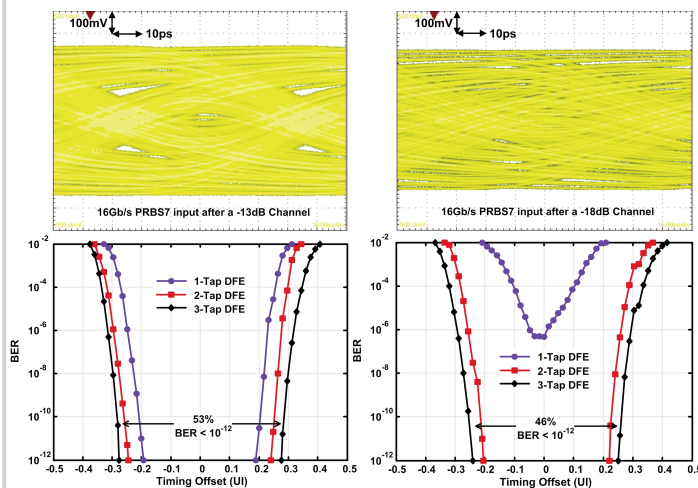 100mV
10ps
16Gb/s PRBS7 input after a -13dB Channel
100mV
10ps
16Gb/s PRBS7 input after a -18dB Channel
BER
10-2
10-4
10-6
10-8
10-10
10-12
1-Tap DFE
2-Tap DFE
3-Tap DFE
53%
BER < 10-12
-0.5 -0.4 -0.3 -0.2 -0.1 0 0.1 0.2 0.3 0.4 0.5
Timing Offset (UI)
BER
10-2
10-4
10-6
10-8
10-10
10-12
1-Tap DFE
2-Tap DFE
3-Tap DFE
46%
BER < 10-12
-0.5 -0.4 -0.3 -0.2 -0.1 0 0.1 0.2 0.3 0.4 0.5
Timing Offset (UI)